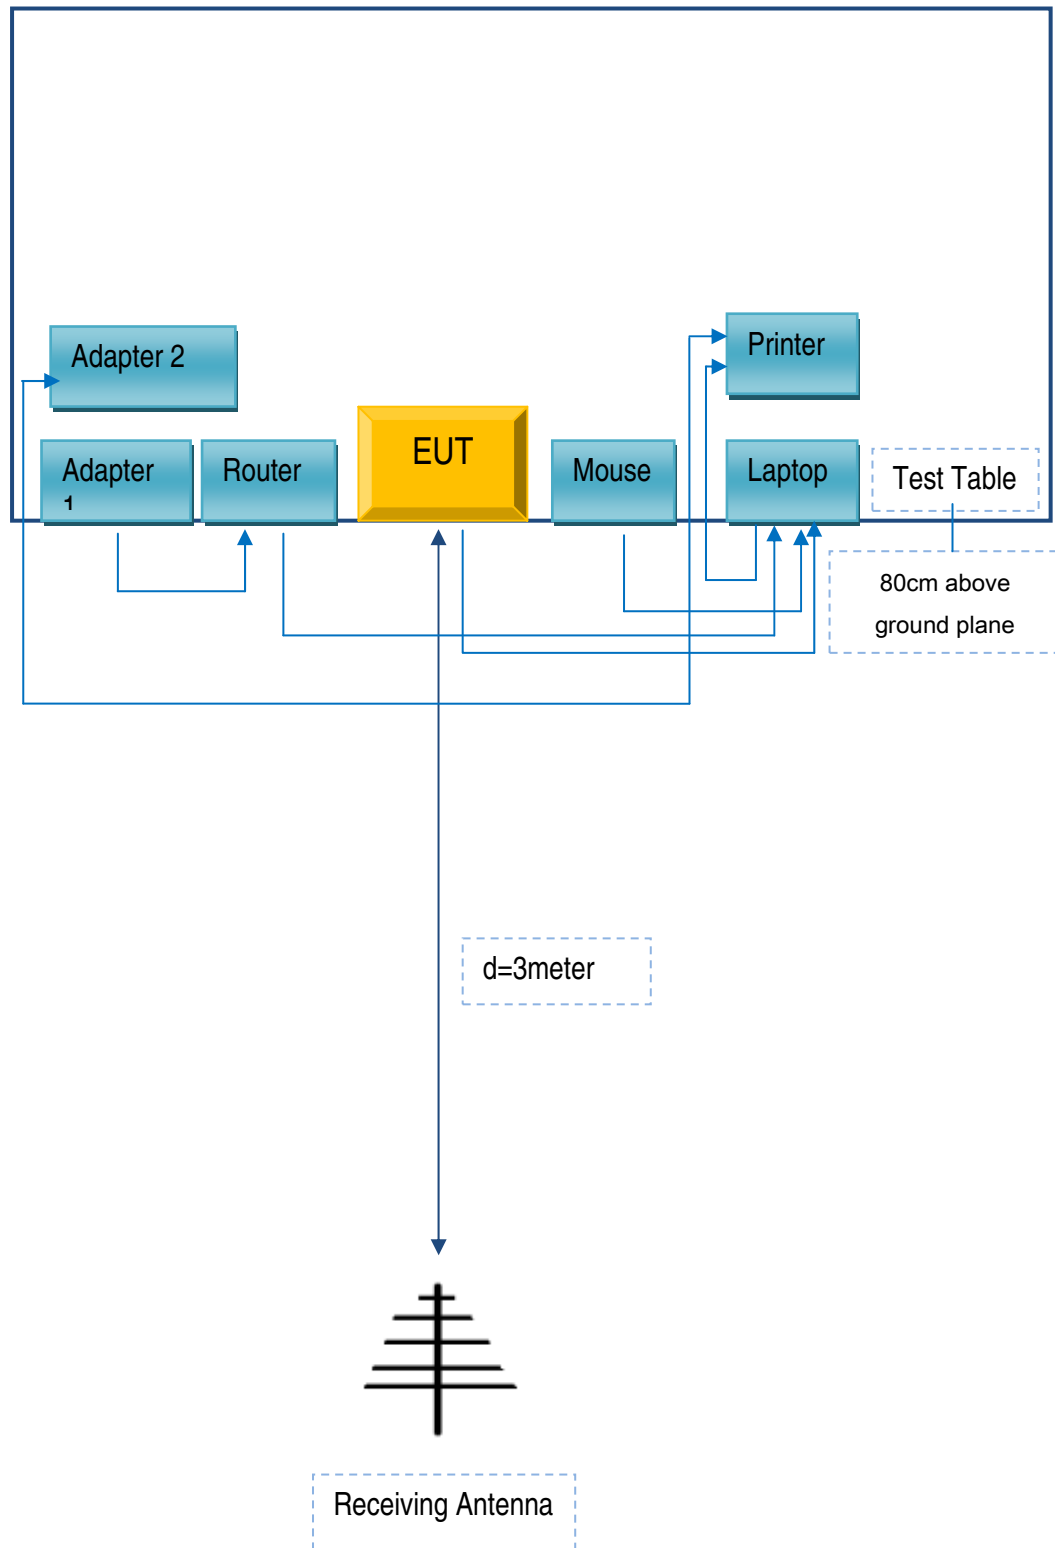 Adapter 2
Printer
Adapter
1
Router
EUT
Mouse
Laptop
Test Table
80cm above
ground plane
d=3meter
Receiving Antenna